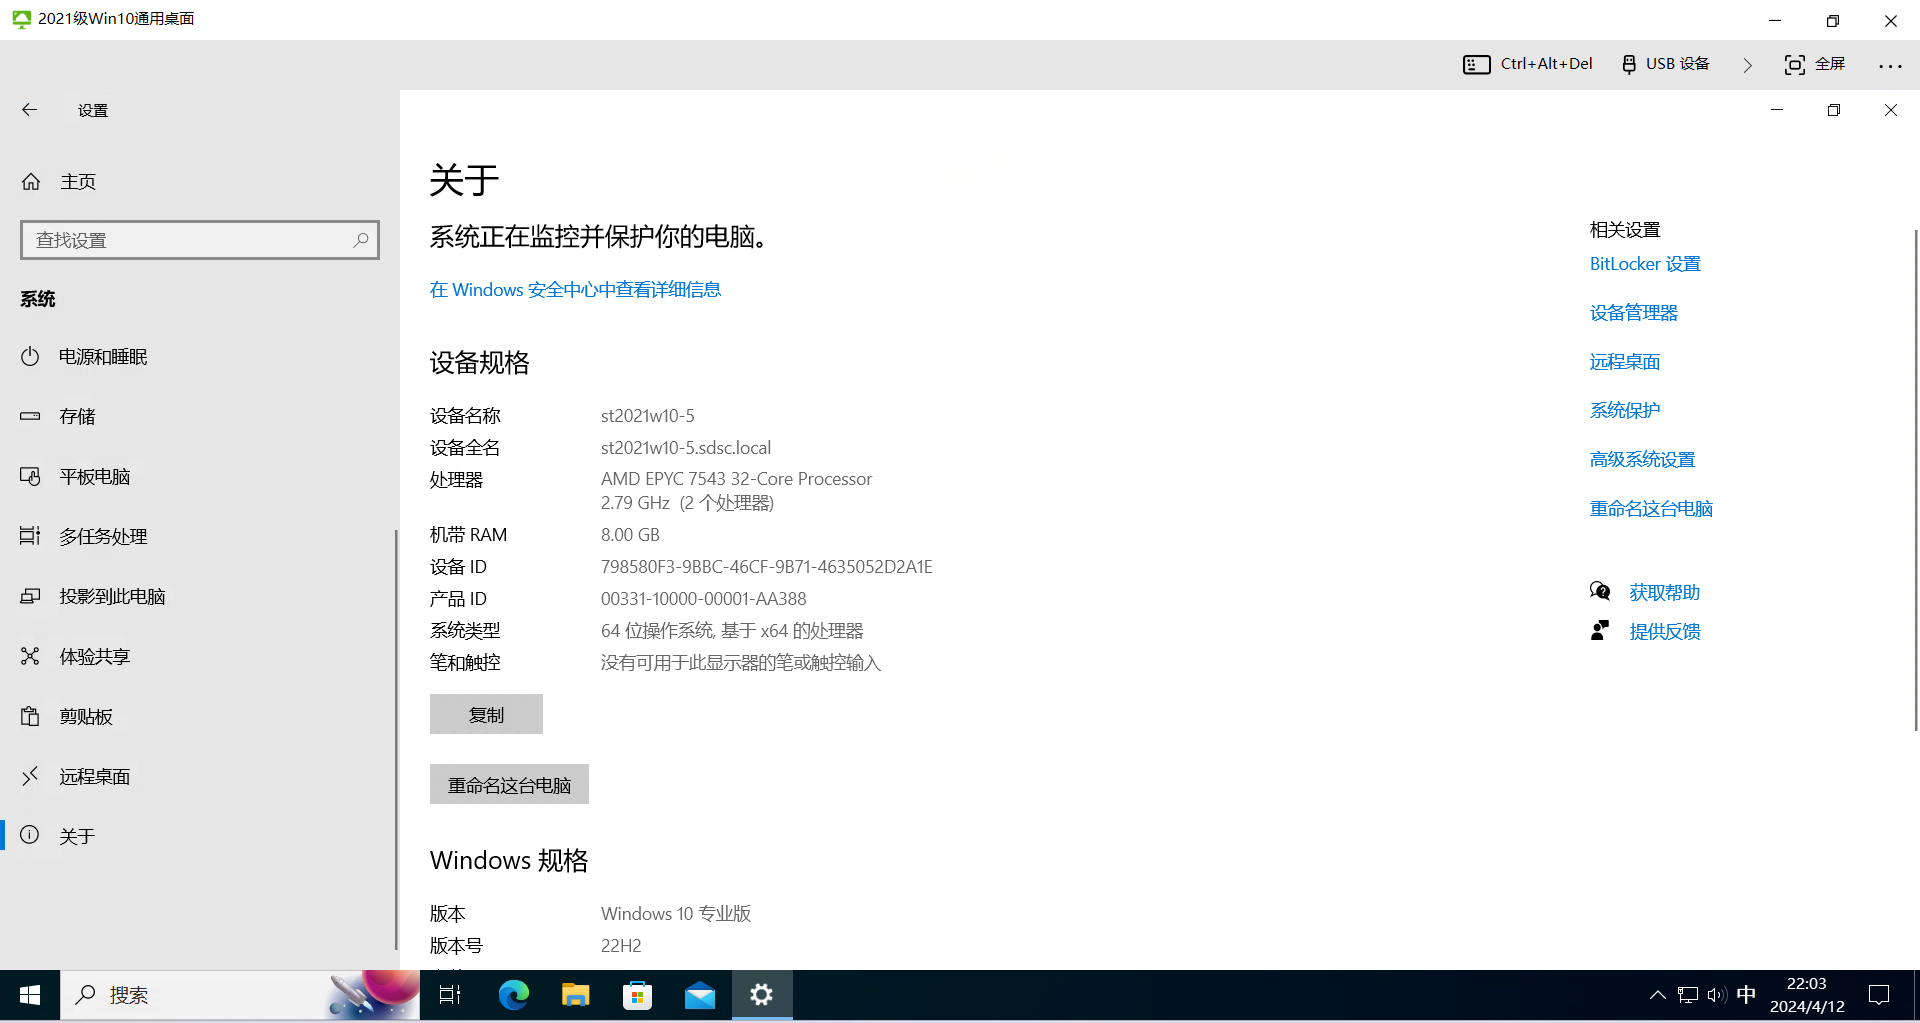 2021级Win10通用桌面
Ctrl+Alt+Del
USB 设备
全屏
设置
主页
查找设置
系统
电源和睡眠
存储
平板电脑
多任务处理
投影到此电脑
体验共享
剪贴板
远程桌面
关于
关于
系统正在监控并保护你的电脑。
在 Windows 安全中心中查看详细信息
设备规格
设备名称 st2021w10-5
设备全名 st2021w10-5.sdsc.local
处理器 AMD EPYC 7543 32-Core Processor
2.79 GHz (2 个处理器)
机带 RAM 8.00 GB
设备 ID 798580F3-9BBC-46CF-9B71-4635052D2A1E
产品 ID 00331-10000-00001-AA388
系统类型 64 位操作系统, 基于 x64 的处理器
笔和触控 没有可用于此显示器的笔或触控输入
复制
重命名这台电脑
Windows 规格
版本 Windows 10 专业版
版本号 22H2
相关设置
BitLocker 设置
设备管理器
远程桌面
系统保护
高级系统设置
重命名这台电脑
获取帮助
提供反馈
搜索
中
22:03
2024/4/12